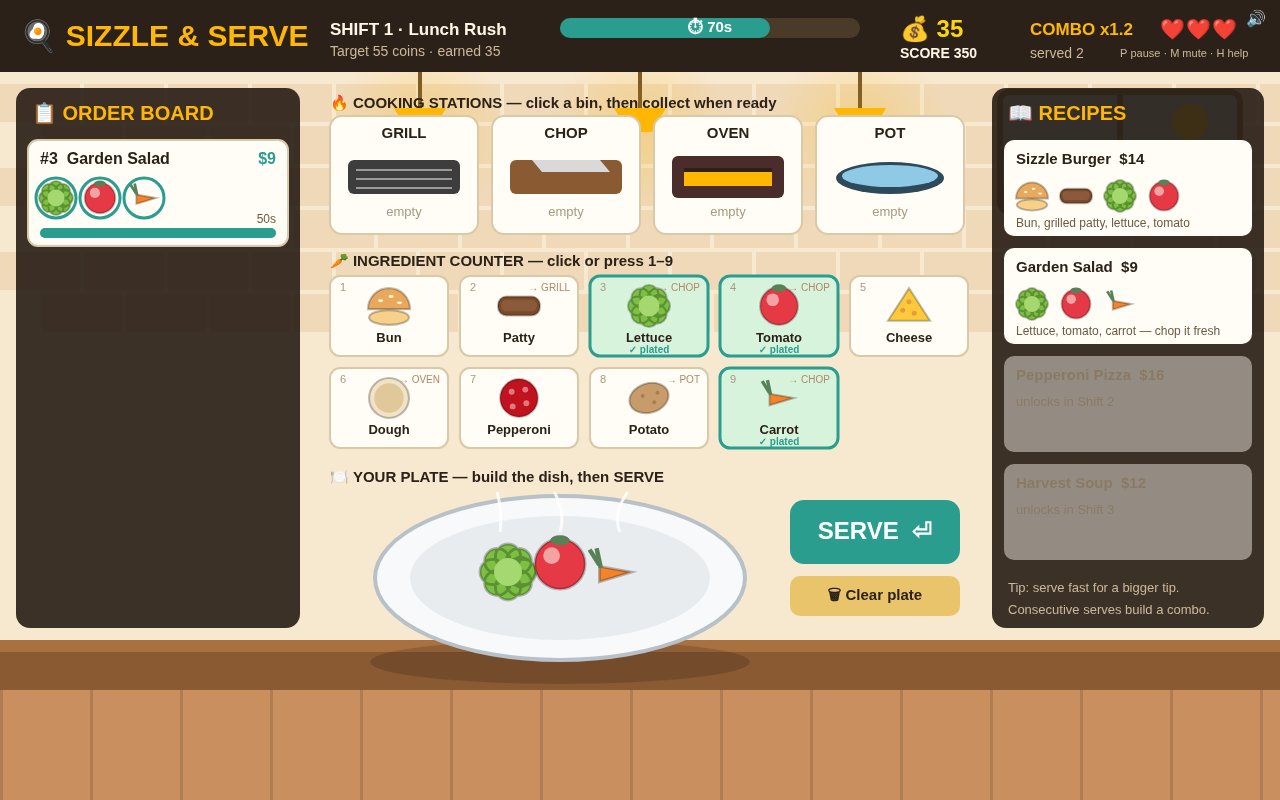 SIZZLE & SERVE
SHIFT 1 · Lunch Rush
Target 55 coins · earned 35
70s
35
SCORE 350
COMBO x1.2
served 2
P pause · M mute · H help
ORDER BOARD
#3 Garden Salad $9
50s
COOKING STATIONS — click a bin, then collect when ready
GRILL
empty
CHOP
empty
OVEN
empty
POT
empty
INGREDIENT COUNTER — click or press 1–9
1
Bun
2 → GRILL
Patty
3 → CHOP
Lettuce
✓ plated
4 → CHOP
Tomato
✓ plated
5
Cheese
6 → OVEN
Dough
7
Pepperoni
8 → POT
Potato
9 → CHOP
Carrot
✓ plated
YOUR PLATE — build the dish, then SERVE
SERVE ⏎
Clear plate
RECIPES
Sizzle Burger $14
Bun, grilled patty, lettuce, tomato
Garden Salad $9
Lettuce, tomato, carrot — chop it fresh
Pepperoni Pizza $16
unlocks in Shift 2
Harvest Soup $12
unlocks in Shift 3
Tip: serve fast for a bigger tip.
Consecutive serves build a combo.